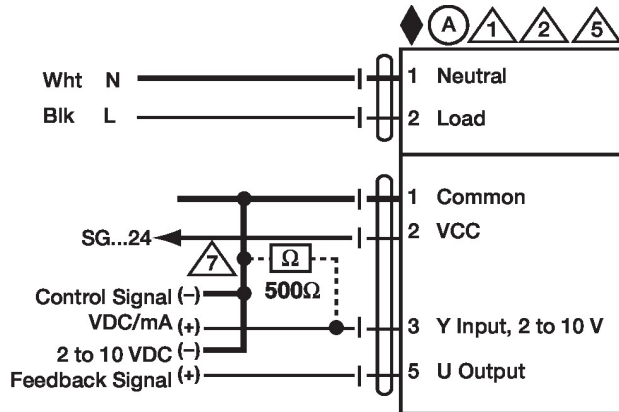 A 1 2 5
Wht N 1 Neutral
Blk L 2 Load
1 Common
SG...24 2 VCC
7 Ω
500Ω
Control Signal (–)
VDC/mA (+) 3 Y Input, 2 to 10 V
2 to 10 VDC (–)
Feedback Signal (+) 5 U Output